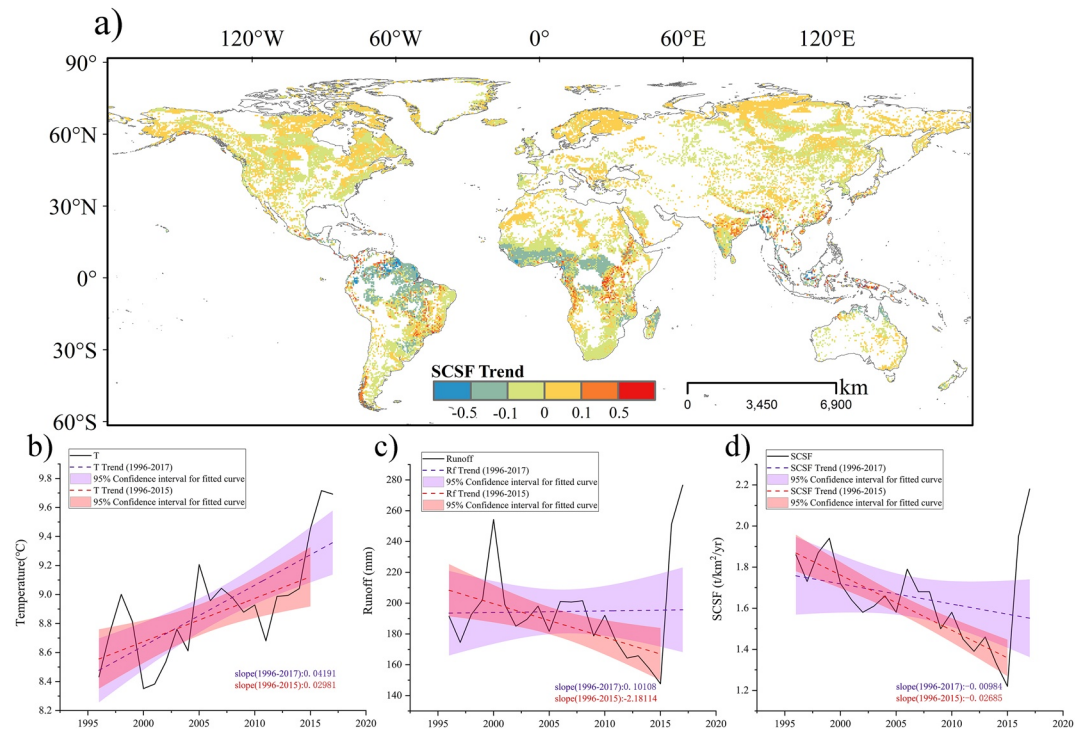 a)
120°W 60°W 0° 60°E 120°E
90°
60°N
30°N
0°
30°S
60°S
SCSF Trend
-0.5 -0.1 0 0.1 0.5
km
0 3,450 6,900
b)
T
T Trend (1996-2017)
95% Confidence interval for fitted curve
T Trend (1996-2015)
95% Confidence interval for fitted curve
Temperature(℃)
9.8
9.6
9.4
9.2
9.0
8.8
8.6
8.4
8.2
slope(1996-2017):0.04191
slope(1996-2015):0.02981
1995 2000 2005 2010 2015 2020
c)
Runoff
Rf Trend (1996-2017)
95% Confidence interval for fitted curve
Rf Trend (1996-2015)
95% Confidence interval for fitted curve
Runoff (mm)
280
260
240
220
200
180
160
140
slope(1996-2017):0.10108
slope(1996-2015):-2.18114
1995 2000 2005 2010 2015 2020
d)
SCSF
SCSF Trend (1996-2017)
95% Confidence interval for fitted curve
SCSF Trend (1996-2015)
95% Confidence interval for fitted curve
SCSF (t/km²/yr)
2.2
2.0
1.8
1.6
1.4
1.2
slope(1996-2017):-0.00984
slope(1996-2015):-0.02685
1995 2000 2005 2010 2015 2020